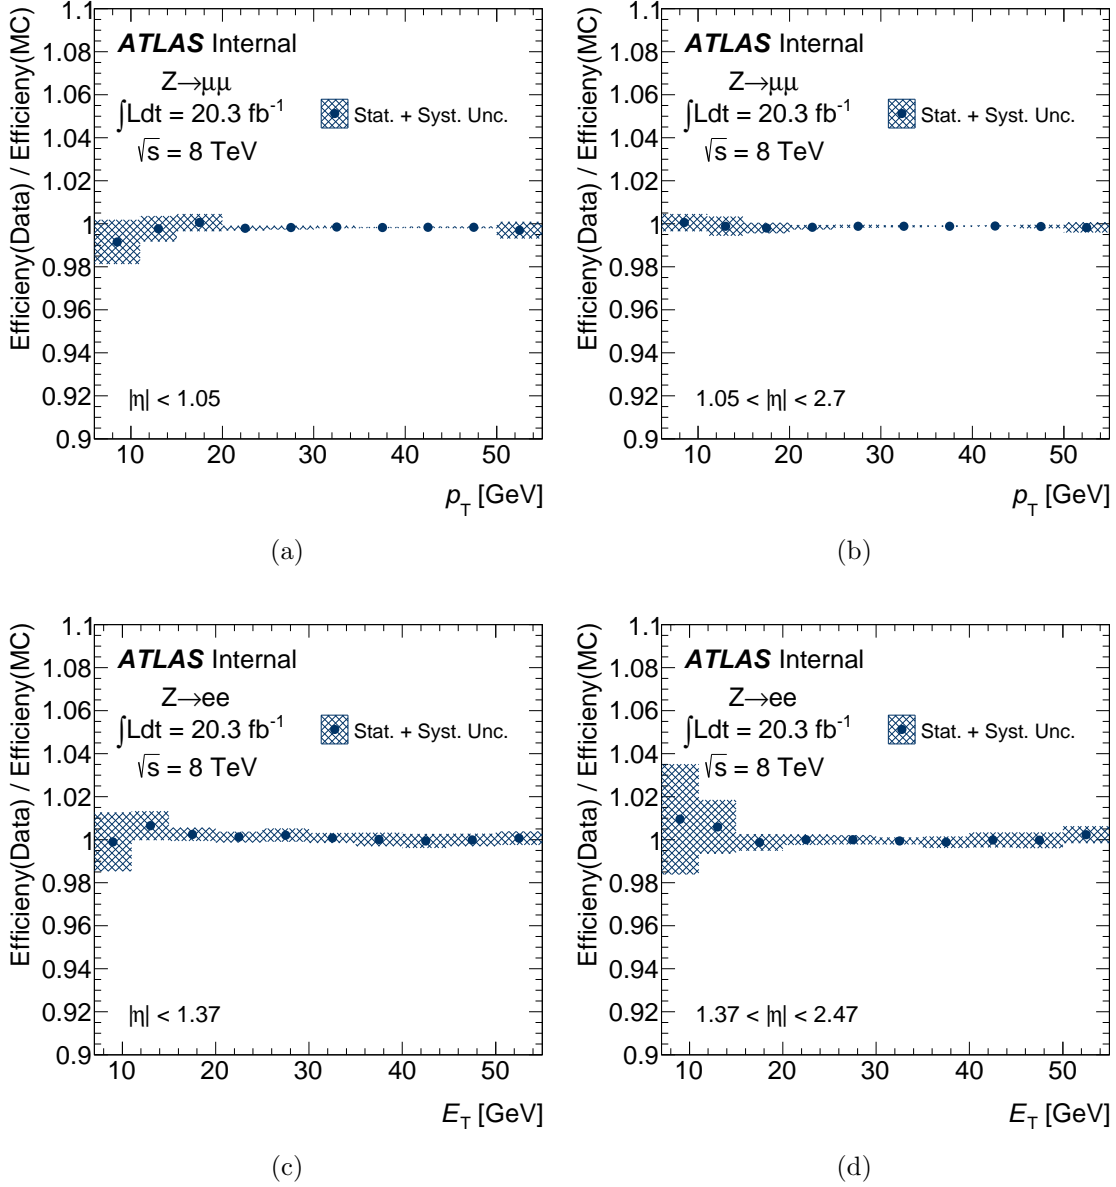 Efficieny(Data) / Efficieny(MC)
1.1
1.08
1.06
1.04
1.02
1
0.98
0.96
0.94
0.92
0.9
ATLAS Internal
Z→μμ
∫Ldt = 20.3 fb⁻¹
√s = 8 TeV
Stat. + Syst. Unc.
|η| < 1.05
10 20 30 40 50
p_T [GeV]
(a)
Efficieny(Data) / Efficieny(MC)
1.1
1.08
1.06
1.04
1.02
1
0.98
0.96
0.94
0.92
0.9
ATLAS Internal
Z→μμ
∫Ldt = 20.3 fb⁻¹
√s = 8 TeV
Stat. + Syst. Unc.
1.05 < |η| < 2.7
10 20 30 40 50
p_T [GeV]
(b)
Efficieny(Data) / Efficieny(MC)
1.1
1.08
1.06
1.04
1.02
1
0.98
0.96
0.94
0.92
0.9
ATLAS Internal
Z→ee
∫Ldt = 20.3 fb⁻¹
√s = 8 TeV
Stat. + Syst. Unc.
|η| < 1.37
10 20 30 40 50
E_T [GeV]
(c)
Efficieny(Data) / Efficieny(MC)
1.1
1.08
1.06
1.04
1.02
1
0.98
0.96
0.94
0.92
0.9
ATLAS Internal
Z→ee
∫Ldt = 20.3 fb⁻¹
√s = 8 TeV
Stat. + Syst. Unc.
1.37 < |η| < 2.47
10 20 30 40 50
E_T [GeV]
(d)